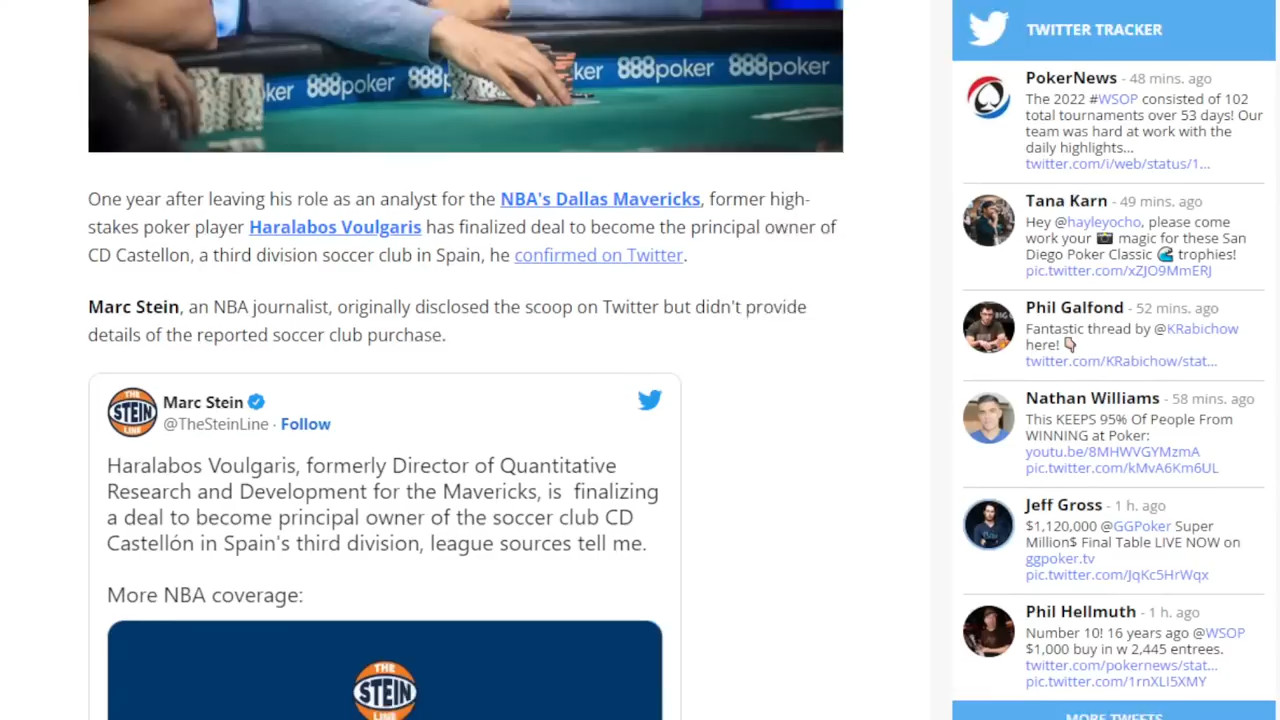 ker 888poker 888p ker 888poker 888poker
One year after leaving his role as an analyst for the NBA's Dallas Mavericks, former high-
stakes poker player Haralabos Voulgaris has finalized deal to become the principal owner of
CD Castellon, a third division soccer club in Spain, he confirmed on Twitter.
Marc Stein, an NBA journalist, originally disclosed the scoop on Twitter but didn't provide
details of the reported soccer club purchase.
THE
STEIN
LINE
Marc Stein
@TheSteinLine · Follow
Haralabos Voulgaris, formerly Director of Quantitative
Research and Development for the Mavericks, is finalizing
a deal to become principal owner of the soccer club CD
Castellón in Spain's third division, league sources tell me.
More NBA coverage:
THE
STEIN
LINE
TWITTER TRACKER
PokerNews - 48 mins. ago
The 2022 #WSOP consisted of 102
total tournaments over 53 days! Our
team was hard at work with the
daily highlights...
twitter.com/i/web/status/1...
Tana Karn - 49 mins. ago
Hey @hayleyocho, please come
work your 📷 magic for these San
Diego Poker Classic 🌊 trophies!
pic.twitter.com/xZJO9MmERJ
Phil Galfond - 52 mins. ago
Fantastic thread by @KRabichow
here! 👇
twitter.com/KRabichow/stat...
Nathan Williams - 58 mins. ago
This KEEPS 95% Of People From
WINNING at Poker:
youtu.be/8MHWVGYMzmA
pic.twitter.com/kMvA6Km6UL
Jeff Gross - 1 h. ago
$1,120,000 @GGPoker Super
Million$ Final Table LIVE NOW on
ggpoker.tv
pic.twitter.com/JqKc5HrWqx
Phil Hellmuth - 1 h. ago
Number 10! 16 years ago @WSOP
$1,000 buy in w 2,445 entrees.
twitter.com/pokernews/stat...
pic.twitter.com/1rnXLI5XMY
MORE TWEETS